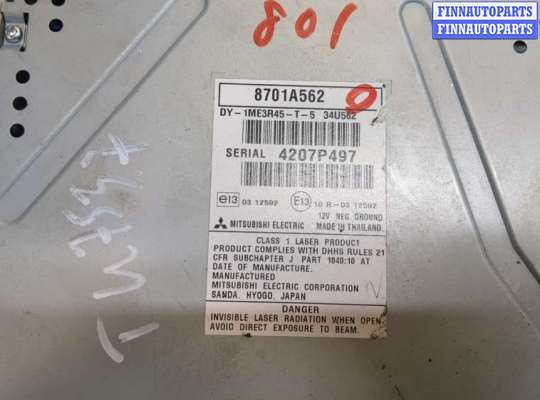 FINNAUTOPARTS
FINNAUTOPARTS
FINNAUTOPARTS
801
8701A562
DY-1ME3R45-T-5 34U562
SERIAL 4207P497
e13 03 12592 E13 10 R-03 12592
12V NEG GROUND
MITSUBISHI ELECTRIC MADE IN THAILAND
CLASS 1 LASER PRODUCT
PRODUCT COMPLIES WITH DHHS RULES 21
CFR SUBCHAPTER J PART 1040:10 AT
DATE OF MANUFACTURE.
MANUFACTURED
MITSUBISHI ELECTRIC CORPORATION
SANDA, HYOGO, JAPAN
DANGER
INVISIBLE LASER RADIATION WHEN OPEN
AVOID DIRECT EXPOSURE TO BEAM.